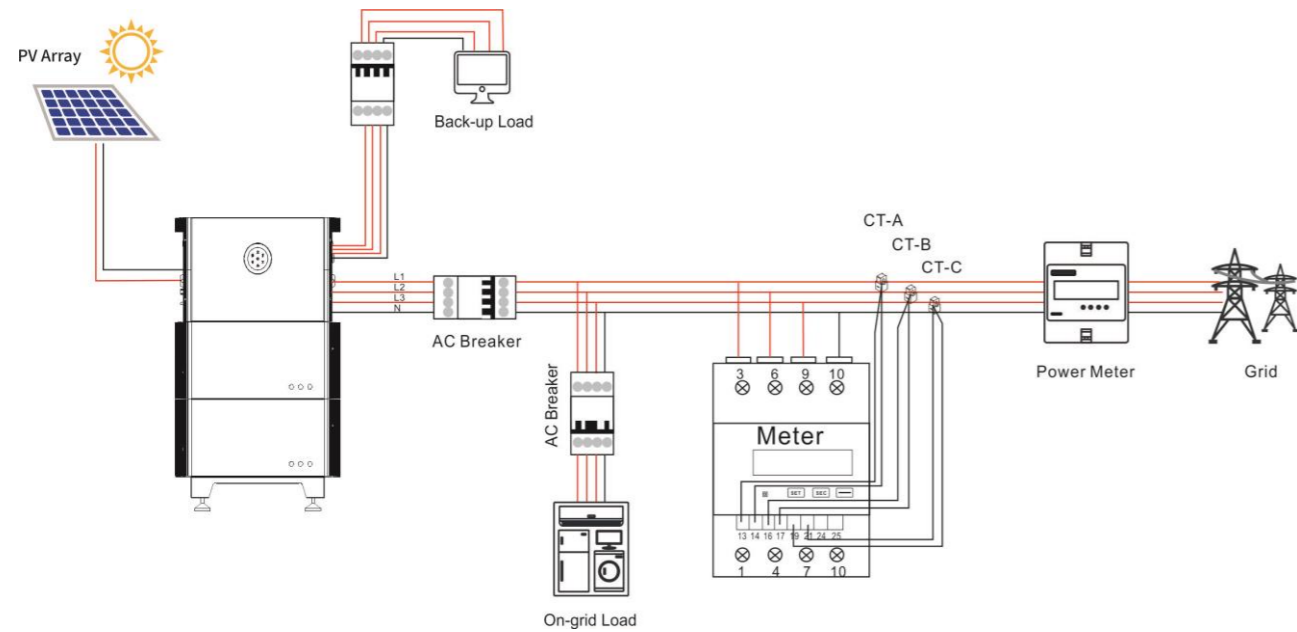 PV Array
Back-up Load
CT-A
CT-B
CT-C
L1
L2
L3
N
AC Breaker
Power Meter
Grid
AC Breaker
3 6 9 10
Meter
SET SEC
13 14 16 17 19 21 24 25
1 4 7 10
On-grid Load